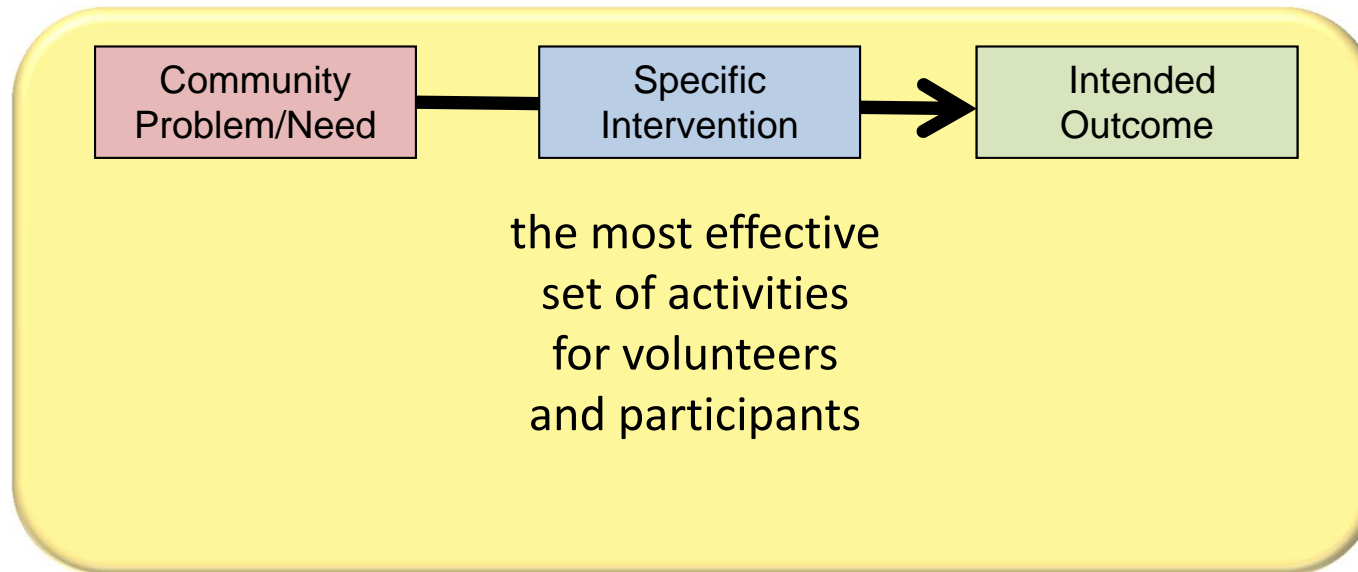 Community
Problem/Need
Specific
Intervention
Intended
Outcome
the most effective
set of activities
for volunteers
and participants